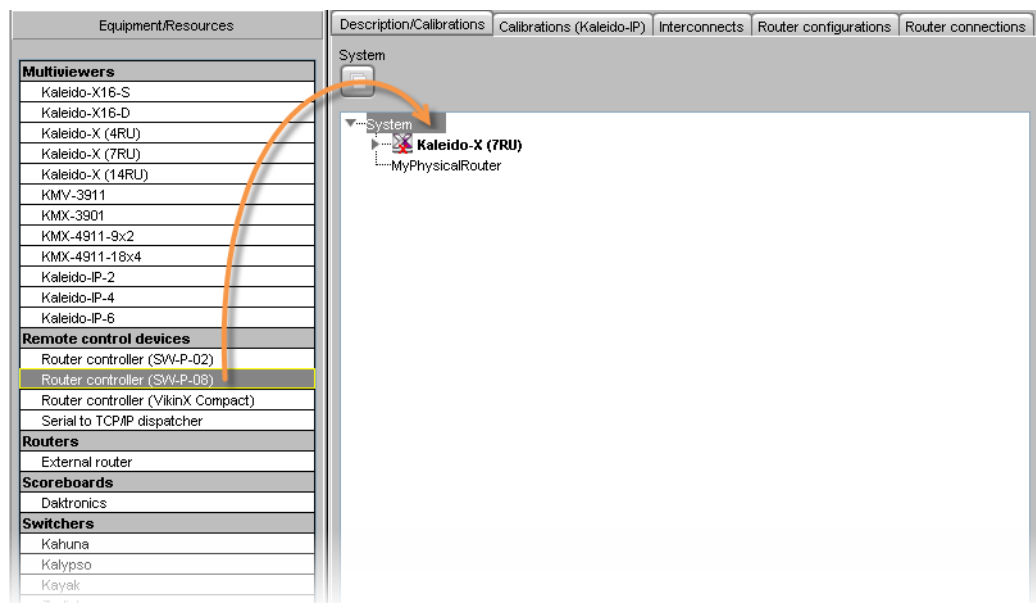 Equipment/Resources
Multiviewers
Kaleido-X16-S
Kaleido-X16-D
Kaleido-X (4RU)
Kaleido-X (7RU)
Kaleido-X (14RU)
KMV-3911
KMX-3901
KMX-4911-9x2
KMX-4911-18x4
Kaleido-IP-2
Kaleido-IP-4
Kaleido-IP-6
Remote control devices
Router controller (SW-P-02)
Router controller (SW-P-08)
Router controller (VikinX Compact)
Serial to TCP/IP dispatcher
Routers
External router
Scoreboards
Daktronics
Switchers
Kahuna
Kalypso
Kayak
Description/Calibrations Calibrations (Kaleido-IP) Interconnects Router configurations Router connections
System
System
Kaleido-X (7RU)
MyPhysicalRouter